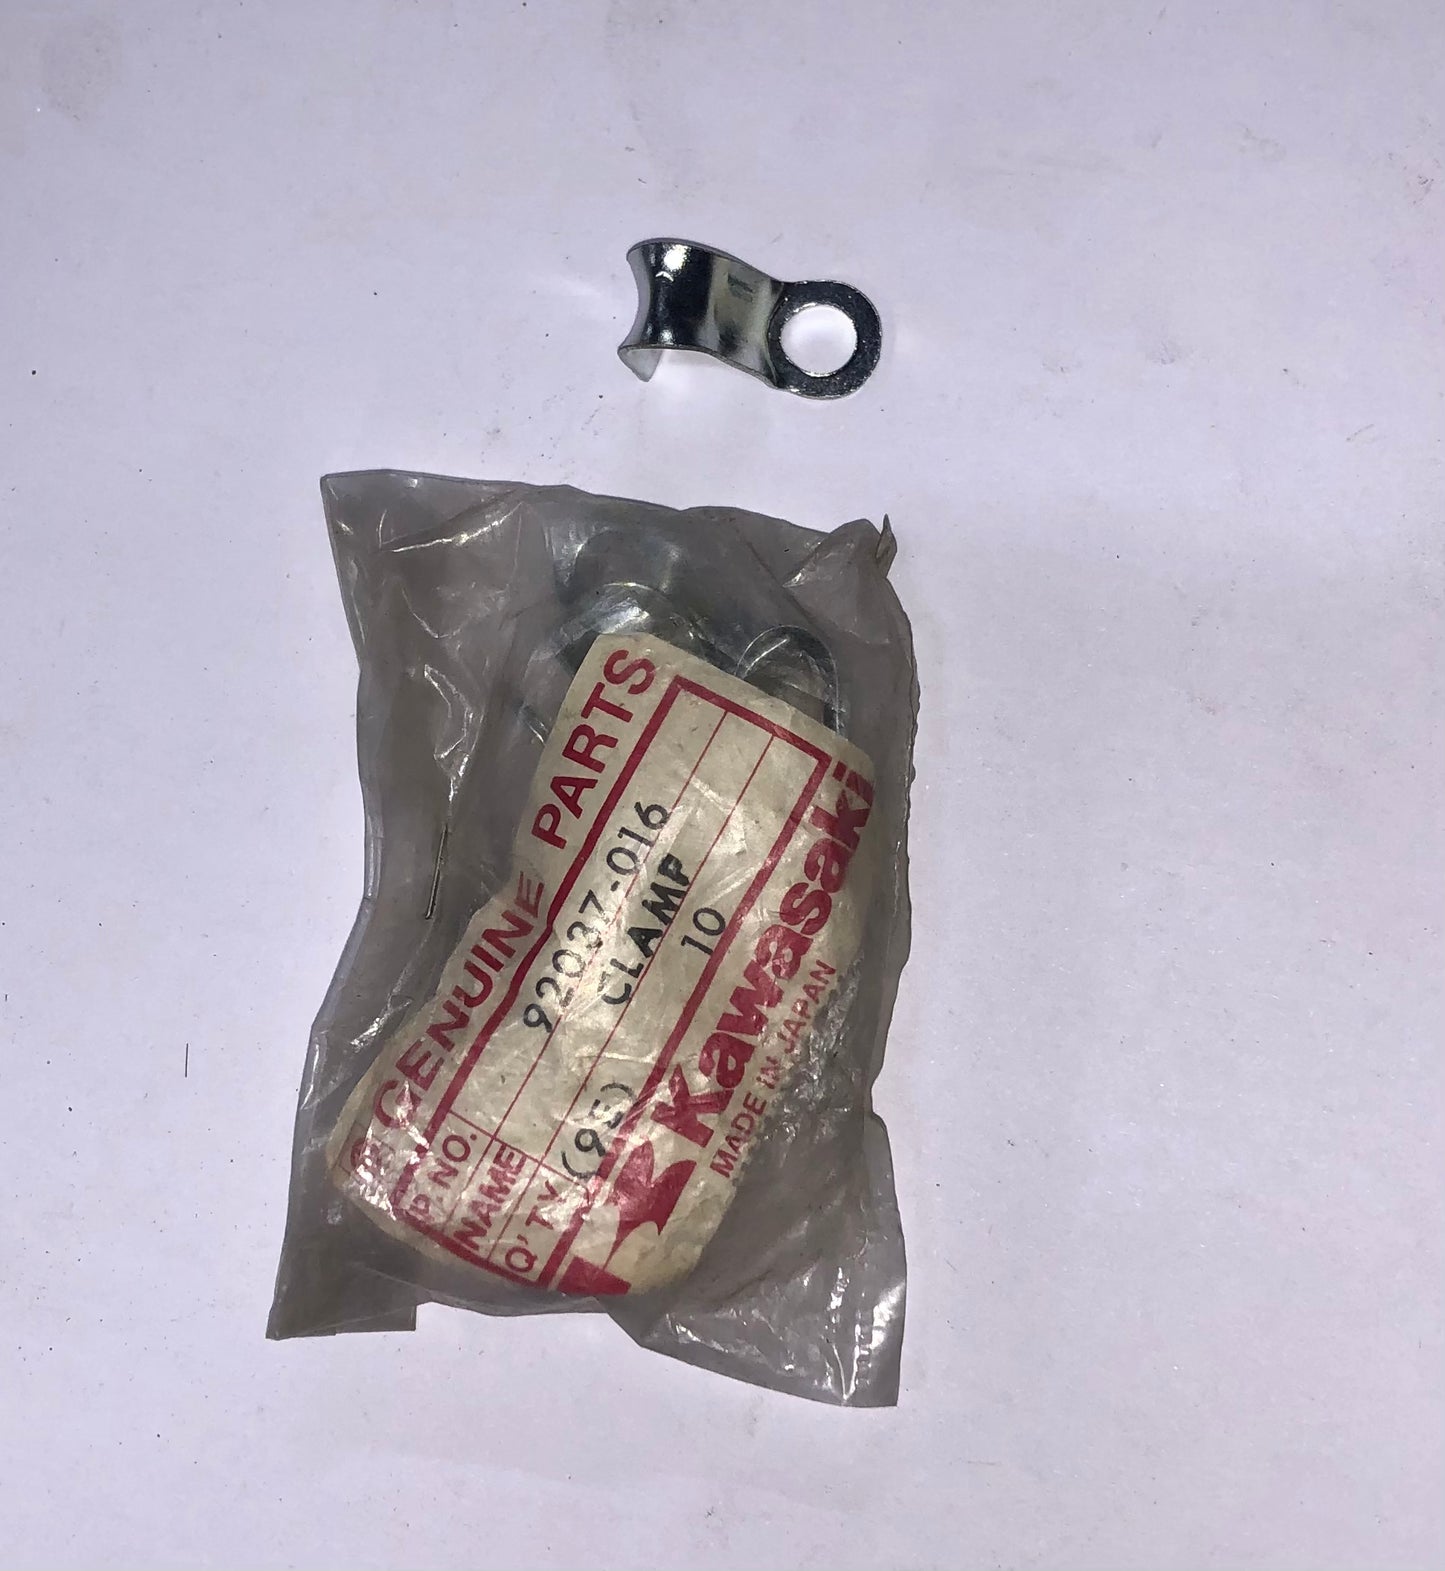 GENUINE PARTS
P. NO. 92037-016
NAME CLAMP
Q'TY (95) 10
Kawasaki
MADE IN JAPAN